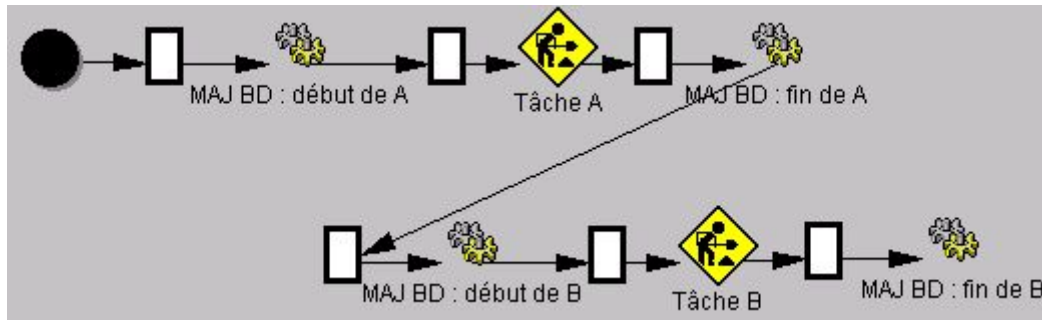 MAJ BD : début de A
Tâche A
MAJ BD : fin de A
MAJ BD : début de B
Tâche B
MAJ BD : fin de B